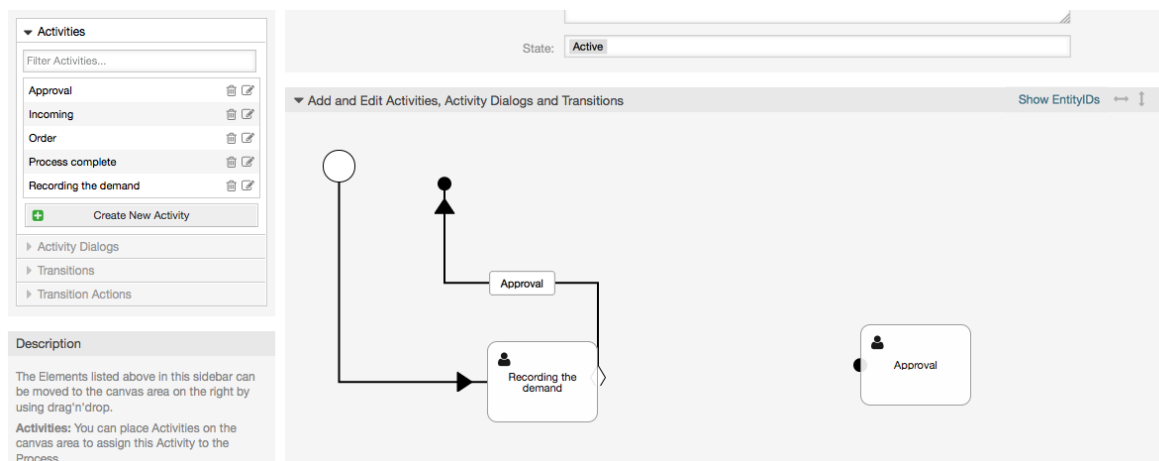 Activities
Filter Activities...
Approval
Incoming
Order
Process complete
Recording the demand
Create New Activity
Activity Dialogs
Transitions
Transition Actions
Description
The Elements listed above in this sidebar can
be moved to the canvas area on the right by
using drag'n'drop.
Activities: You can place Activities on the
canvas area to assign this Activity to the
Process.
State: Active
Add and Edit Activities, Activity Dialogs and Transitions
Show EntityIDs
Approval
Recording the
demand
Approval